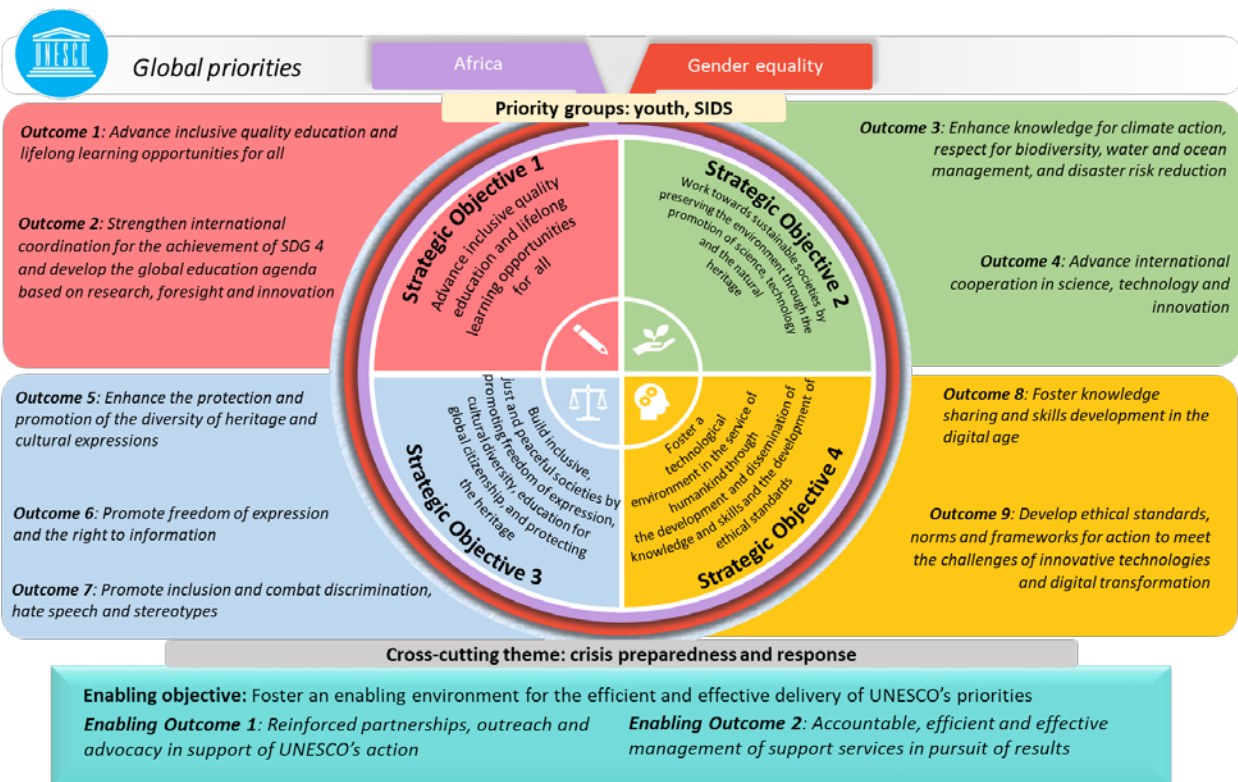 UNESCO
Global priorities
Africa
Gender equality
Priority groups: youth, SIDS
Outcome 1: Advance inclusive quality education and
lifelong learning opportunities for all
Outcome 2: Strengthen international
coordination for the achievement of SDG 4
and develop the global education agenda
based on research, foresight and innovation
Strategic Objective 1
Advance inclusive quality
education and lifelong
learning opportunities
for all
Strategic Objective 2
Work towards sustainable societies by
preserving the environment through the
promotion of science, technology
and the natural
heritage
Outcome 3: Enhance knowledge for climate action,
respect for biodiversity, water and ocean
management, and disaster risk reduction
Outcome 4: Advance international
cooperation in science, technology and
innovation
Outcome 5: Enhance the protection and
promotion of the diversity of heritage and
cultural expressions
Outcome 6: Promote freedom of expression
and the right to information
Outcome 7: Promote inclusion and combat discrimination,
hate speech and stereotypes
Build inclusive,
just and peaceful societies by
promoting freedom of expression,
cultural diversity, education for
global citizenship, and protecting
the heritage
Strategic Objective 3
Foster a
technological
environment in the service of
humankind through
the development and dissemination of
knowledge and skills and the development of
ethical standards
Strategic Objective 4
Outcome 8: Foster knowledge
sharing and skills development in the
digital age
Outcome 9: Develop ethical standards,
norms and frameworks for action to meet
the challenges of innovative technologies
and digital transformation
Cross-cutting theme: crisis preparedness and response
Enabling objective: Foster an enabling environment for the efficient and effective delivery of UNESCO's priorities
Enabling Outcome 1: Reinforced partnerships, outreach and
advocacy in support of UNESCO's action
Enabling Outcome 2: Accountable, efficient and effective
management of support services in pursuit of results